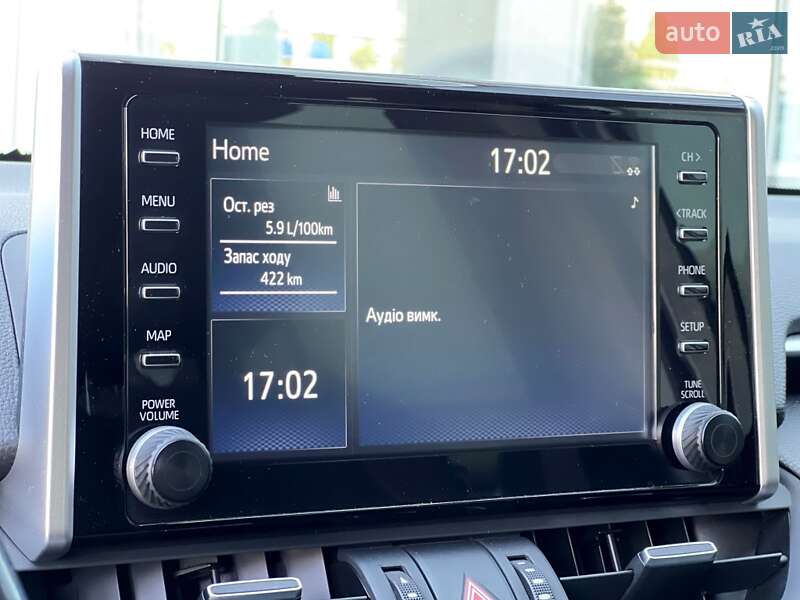 auto RIA .com
HOME
MENU
AUDIO
MAP
POWER
VOLUME
Home
17:02
Ост. рез
5.9 L/100km
Запас ходу
422 km
17:02
Аудіо вимк.
CH >
<TRACK
PHONE
SETUP
TUNE
SCROLL